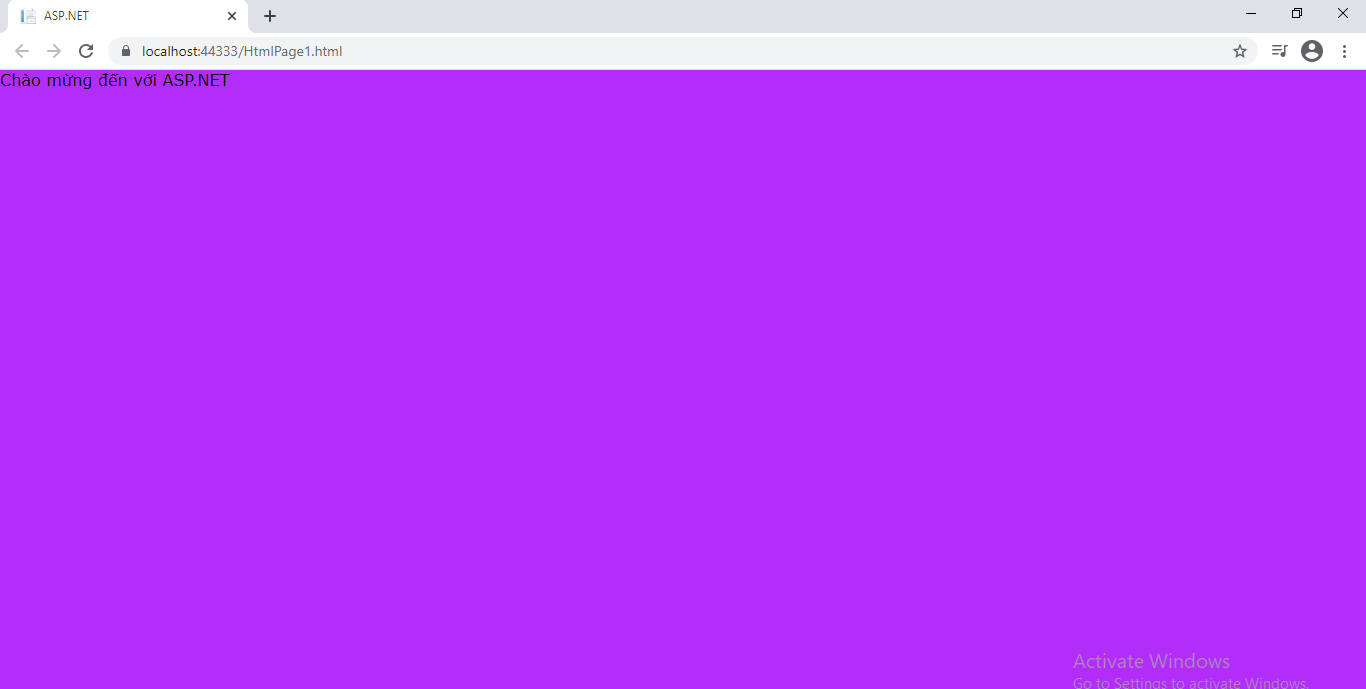 ASP.NET
localhost:44333/HtmlPage1.html
Chào mừng đến với ASP.NET
Activate Windows
Go to Settings to activate Windows.